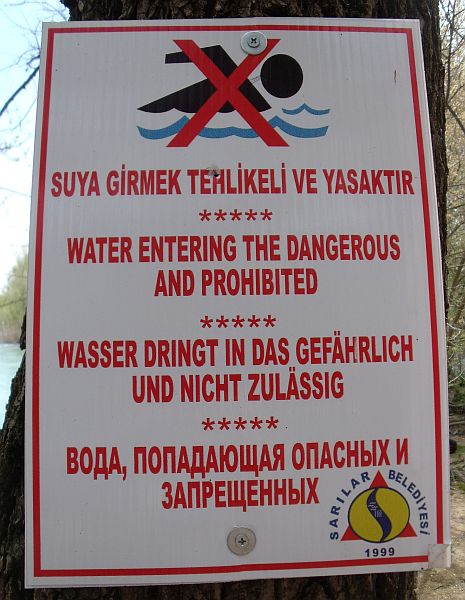 SUYA GİRMEK TEHLİKELİ VE YASAKTIR
*****
WATER ENTERING THE DANGEROUS
AND PROHIBITED
*****
WASSER DRINGT IN DAS GEFÄHRLICH
UND NICHT ZULÄSSIG
*****
ВОДА, ПОПАДАЮЩАЯ ОПАСНЫХ И
ЗАПРЕЩЕННЫХ
SARILAR BELEDİYESİ
1999